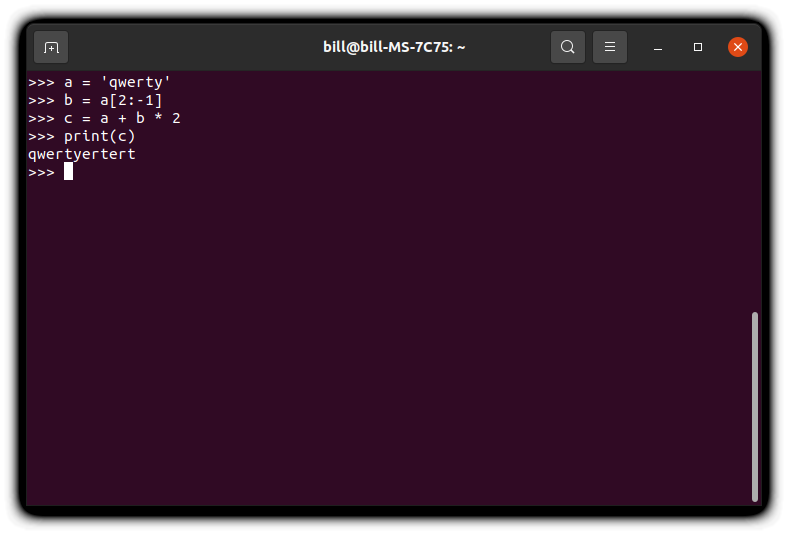 bill@bill-MS-7C75: ~
>>> a = 'qwerty'
>>> b = a[2:-1]
>>> c = a + b * 2
>>> print(c)
qwertyertert
>>>